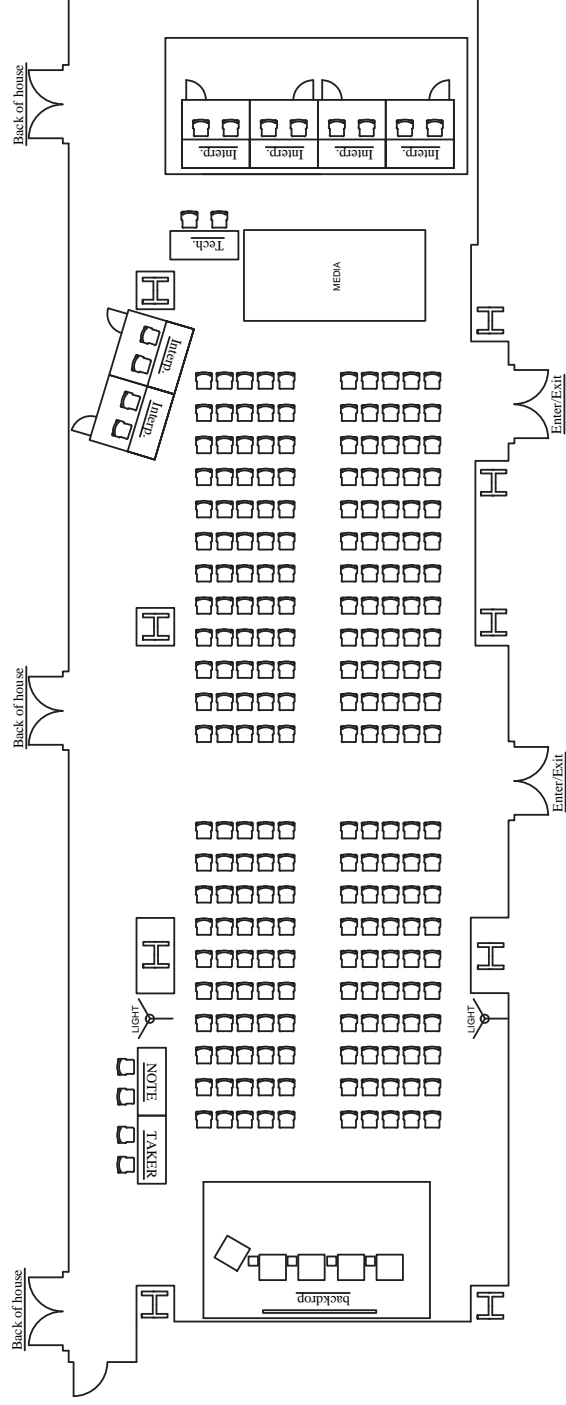 Back of house
Interp.
Interp.
Interp.
Interp.
Tech.
MEDIA
Interp.
Interp.
Enter/Exit
Back of house
Enter/Exit
LIGHT
LIGHT
NOTE
TAKER
Back of house
backdrop